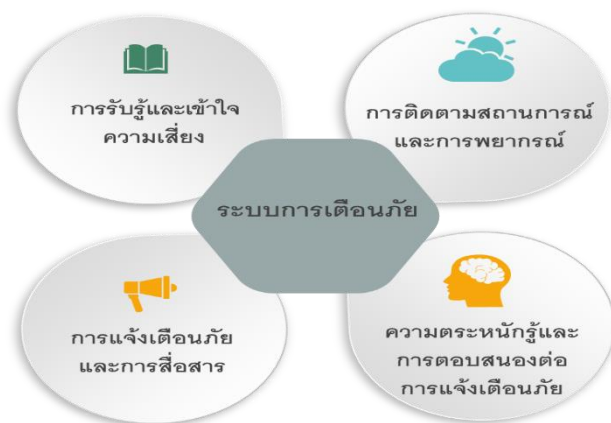 การรับรู้และเข้าใจ
ความเสี่ยง
การติดตามสถานการณ์
และการพยากรณ์
ระบบการเตือนภัย
การแจ้งเตือนภัย
และการสื่อสาร
ความตระหนักรู้และ
การตอบสนองต่อ
การแจ้งเตือนภัย